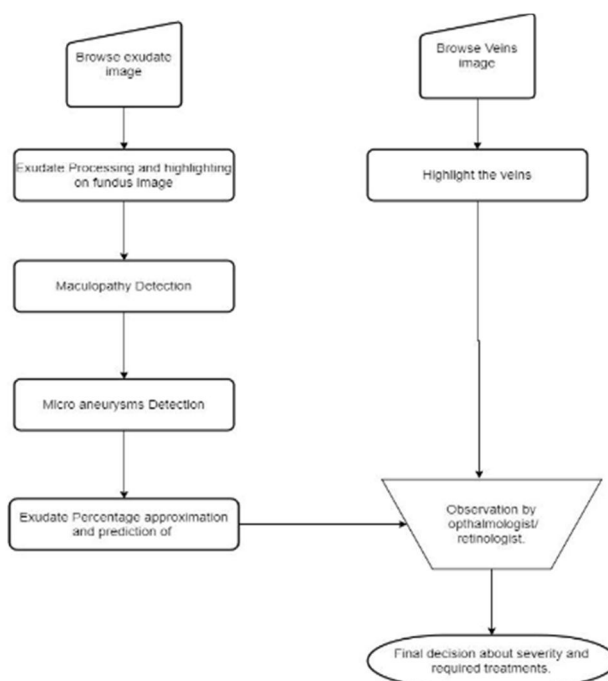 Browse exudate
image
Exudate Processing and highlighting
on fundus image
Maculopathy Detection
Micro aneurysms Detection
Exudate Percentage approximation
and prediction of
Browse Veins
image
Highlight the veins
Observation by
opthalmologist/
retinologist.
Final decision about severity and
required treatments.